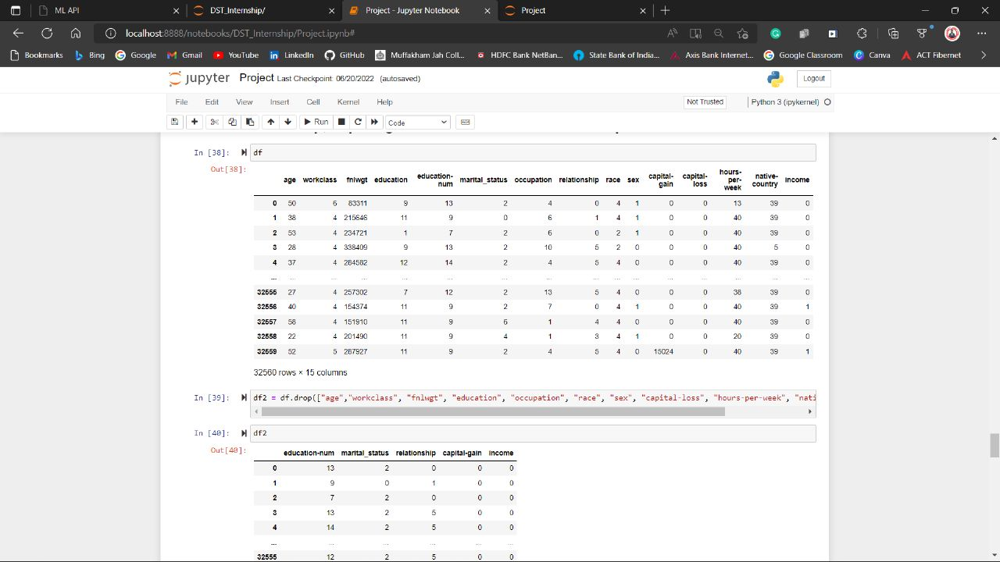 ML API
DST_Internship/
Project - Jupyter Notebook
Project
localhost:8888/notebooks/DST_Internship/Project.ipynb#
Bookmarks Bing Google Gmail YouTube LinkedIn GitHub Muffakham Jah Coll... HDFC Bank NetBan... State Bank of India... Axis Bank Internet... Google Classroom Canva ACT Fibernet
jupyter Project Last Checkpoint: 06/20/2022 (autosaved) Logout
File Edit View Insert Cell Kernel Help Not Trusted Python 3 (ipykernel)
Run Code
In [38]: df
Out[38]:
age workclass fnlwgt education education-num marital_status occupation relationship race sex capital-gain capital-loss hours-per-week native-country income
0 50 6 83311 9 13 2 4 0 4 1 0 0 13 39 0
1 38 4 215646 11 9 0 6 1 4 1 0 0 40 39 0
2 53 4 234721 1 7 2 6 0 2 1 0 0 40 39 0
3 28 4 338409 9 13 2 10 5 2 0 0 0 40 5 0
4 37 4 284582 12 14 2 4 5 4 0 0 0 40 39 0
... ... ... ... ... ... ... ... ... ... ... ... ... ... ... ...
32555 27 4 257302 7 12 2 13 5 4 0 0 0 38 39 0
32556 40 4 154374 11 9 2 7 0 4 1 0 0 40 39 1
32557 58 4 151910 11 9 6 1 4 4 0 0 0 40 39 0
32558 22 4 201490 11 9 4 1 3 4 1 0 0 20 39 0
32559 52 5 287927 11 9 2 4 5 4 0 15024 0 40 39 1
32560 rows × 15 columns
In [39]: df2 = df.drop(["age","workclass", "fnlwgt", "education", "occupation", "race", "sex", "capital-loss", "hours-per-week", "nati
In [40]: df2
Out[40]:
education-num marital_status relationship capital-gain income
0 13 2 0 0 0
1 9 0 1 0 0
2 7 2 0 0 0
3 13 2 5 0 0
4 14 2 5 0 0
... ... ... ... ... ...
32555 12 2 5 0 0